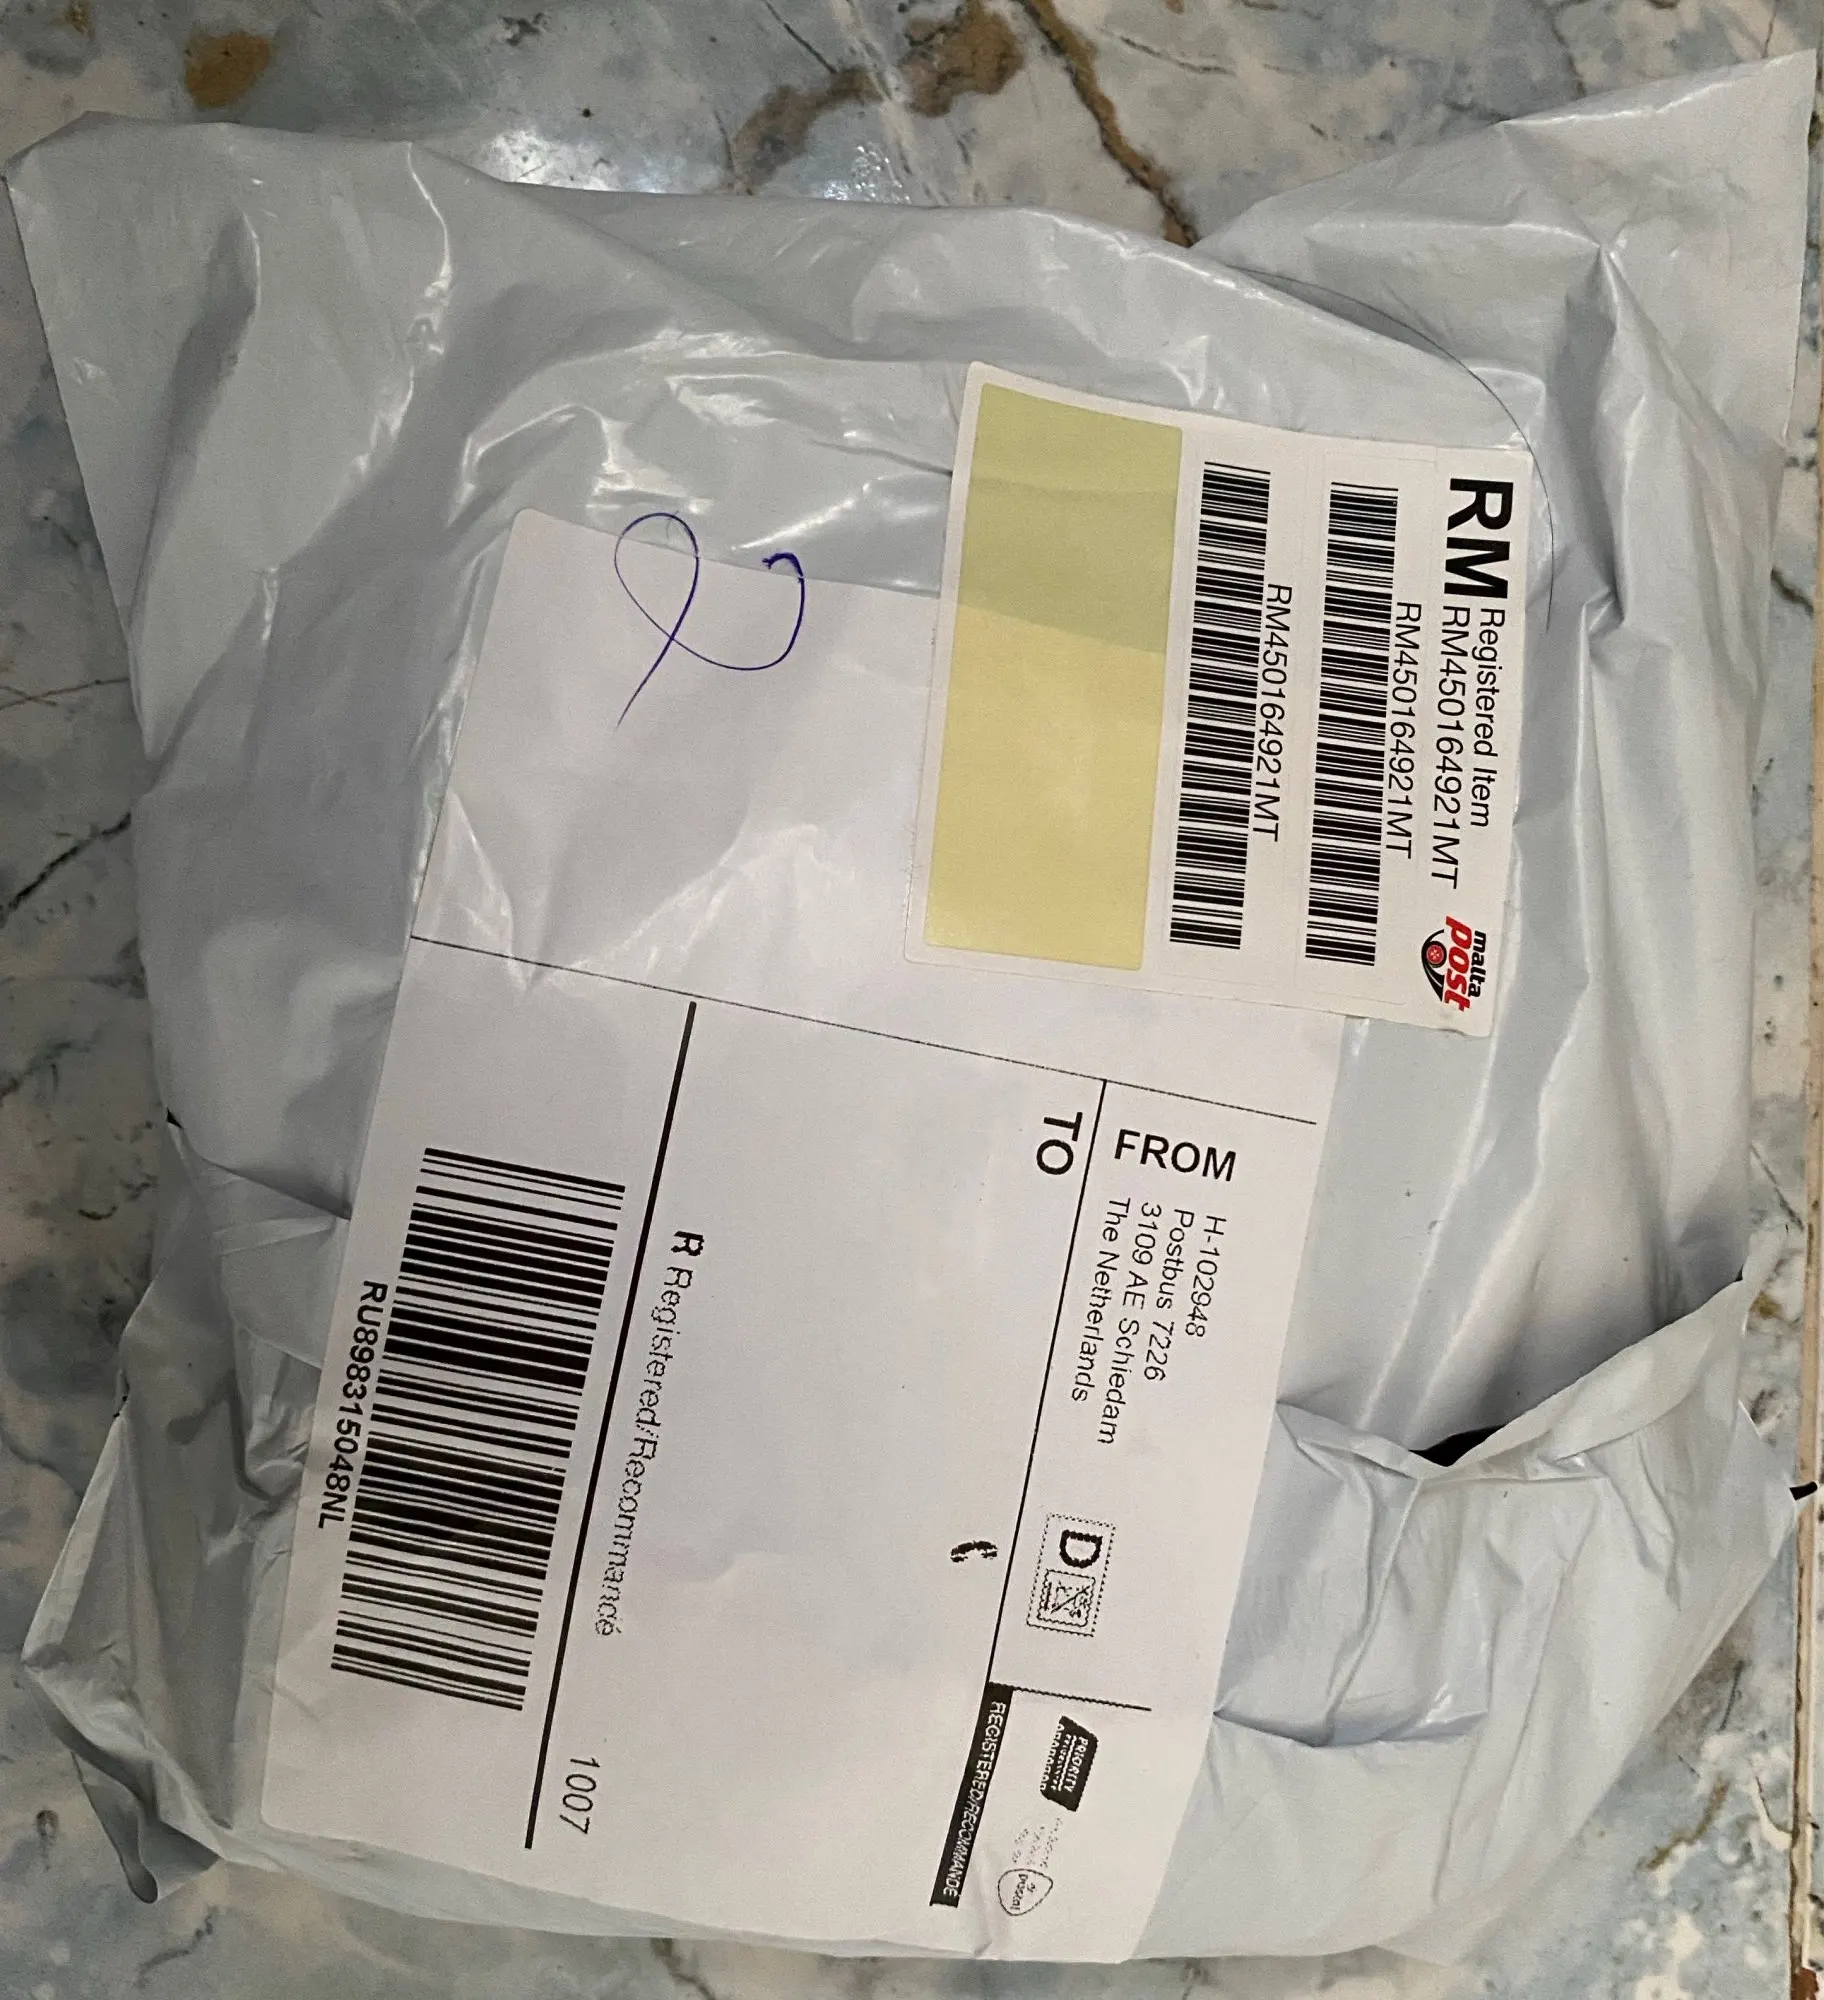 RM Registered Item
RM450164921MT
malta
post
RM450164921MT
RM450164921MT
FROM
H-102948
Postbus 7226
3109 AE Schiedam
The Netherlands
D
PRIORITY
REGISTERED/RECOMMANDÉ
TO
R Registered/Recommandé
1007
RU898315048NL